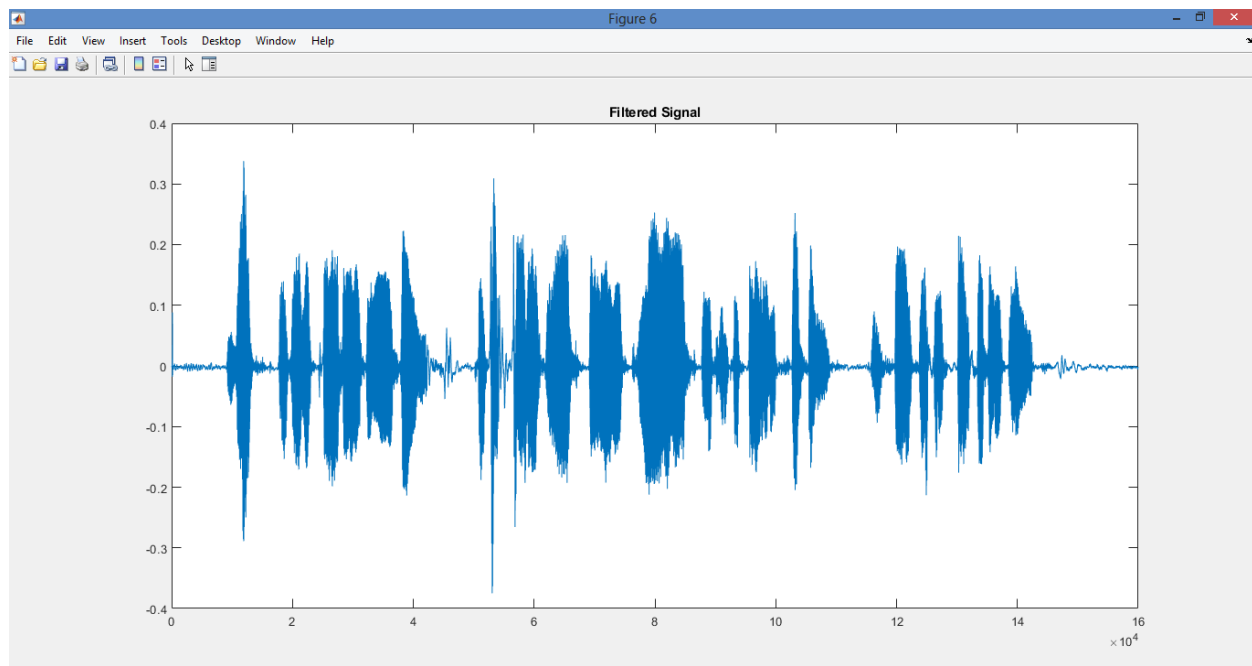 Figure 6
File Edit View Insert Tools Desktop Window Help
Filtered Signal
0.4
0.3
0.2
0.1
0
-0.1
-0.2
-0.3
-0.4
0 2 4 6 8 10 12 14 16
×10⁴